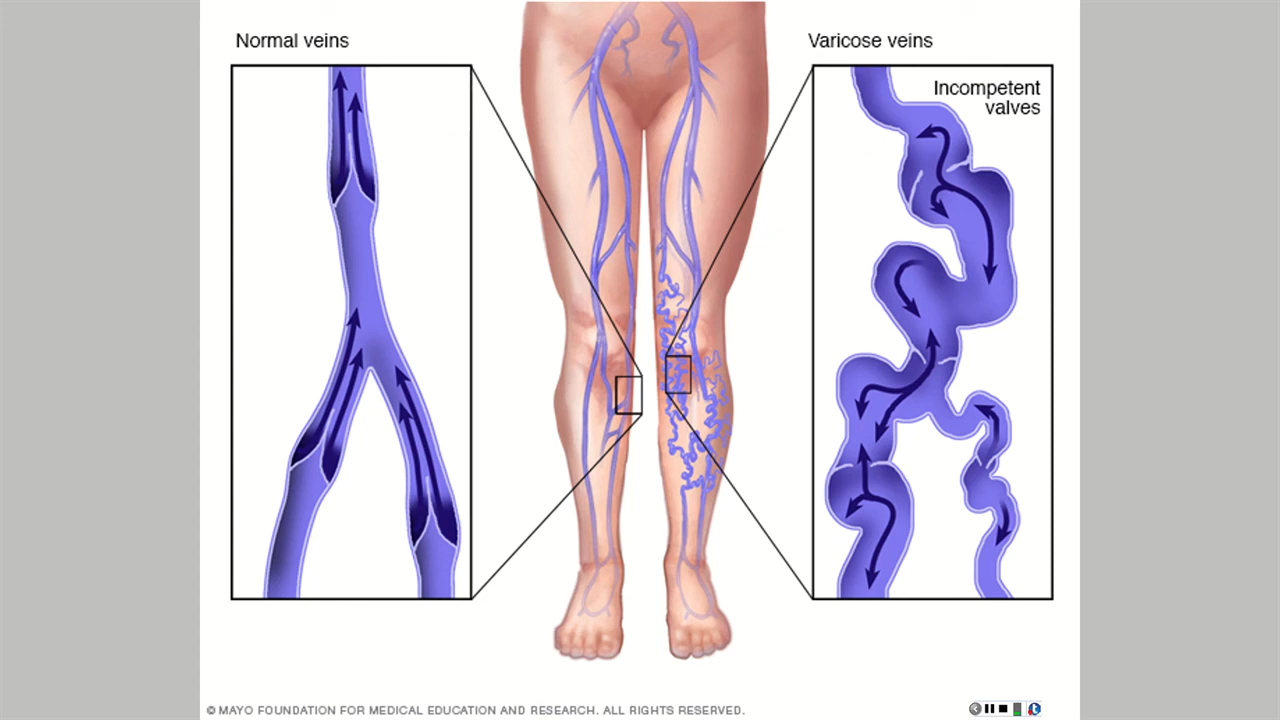 Normal veins
Varicose veins
Incompetent
valves
© MAYO FOUNDATION FOR MEDICAL EDUCATION AND RESEARCH. ALL RIGHTS RESERVED.